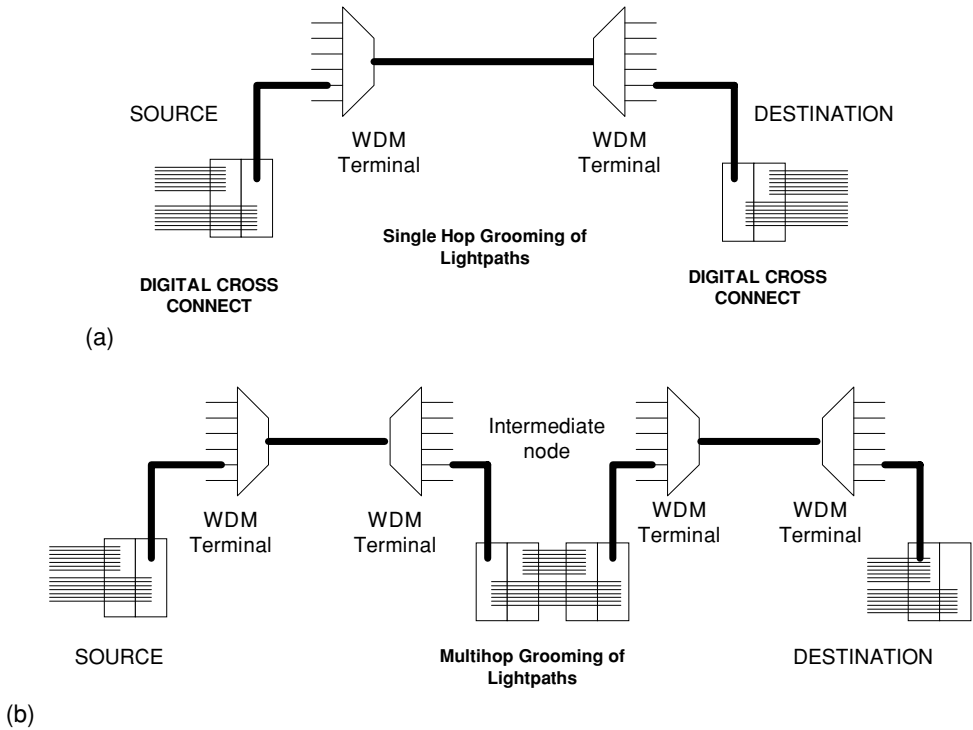 SOURCE
WDM
Terminal
WDM
Terminal
DESTINATION
Single Hop Grooming of
Lightpaths
DIGITAL CROSS
CONNECT
DIGITAL CROSS
CONNECT
(a)
Intermediate
node
WDM
Terminal
WDM
Terminal
WDM
Terminal
WDM
Terminal
SOURCE
Multihop Grooming of
Lightpaths
DESTINATION
(b)